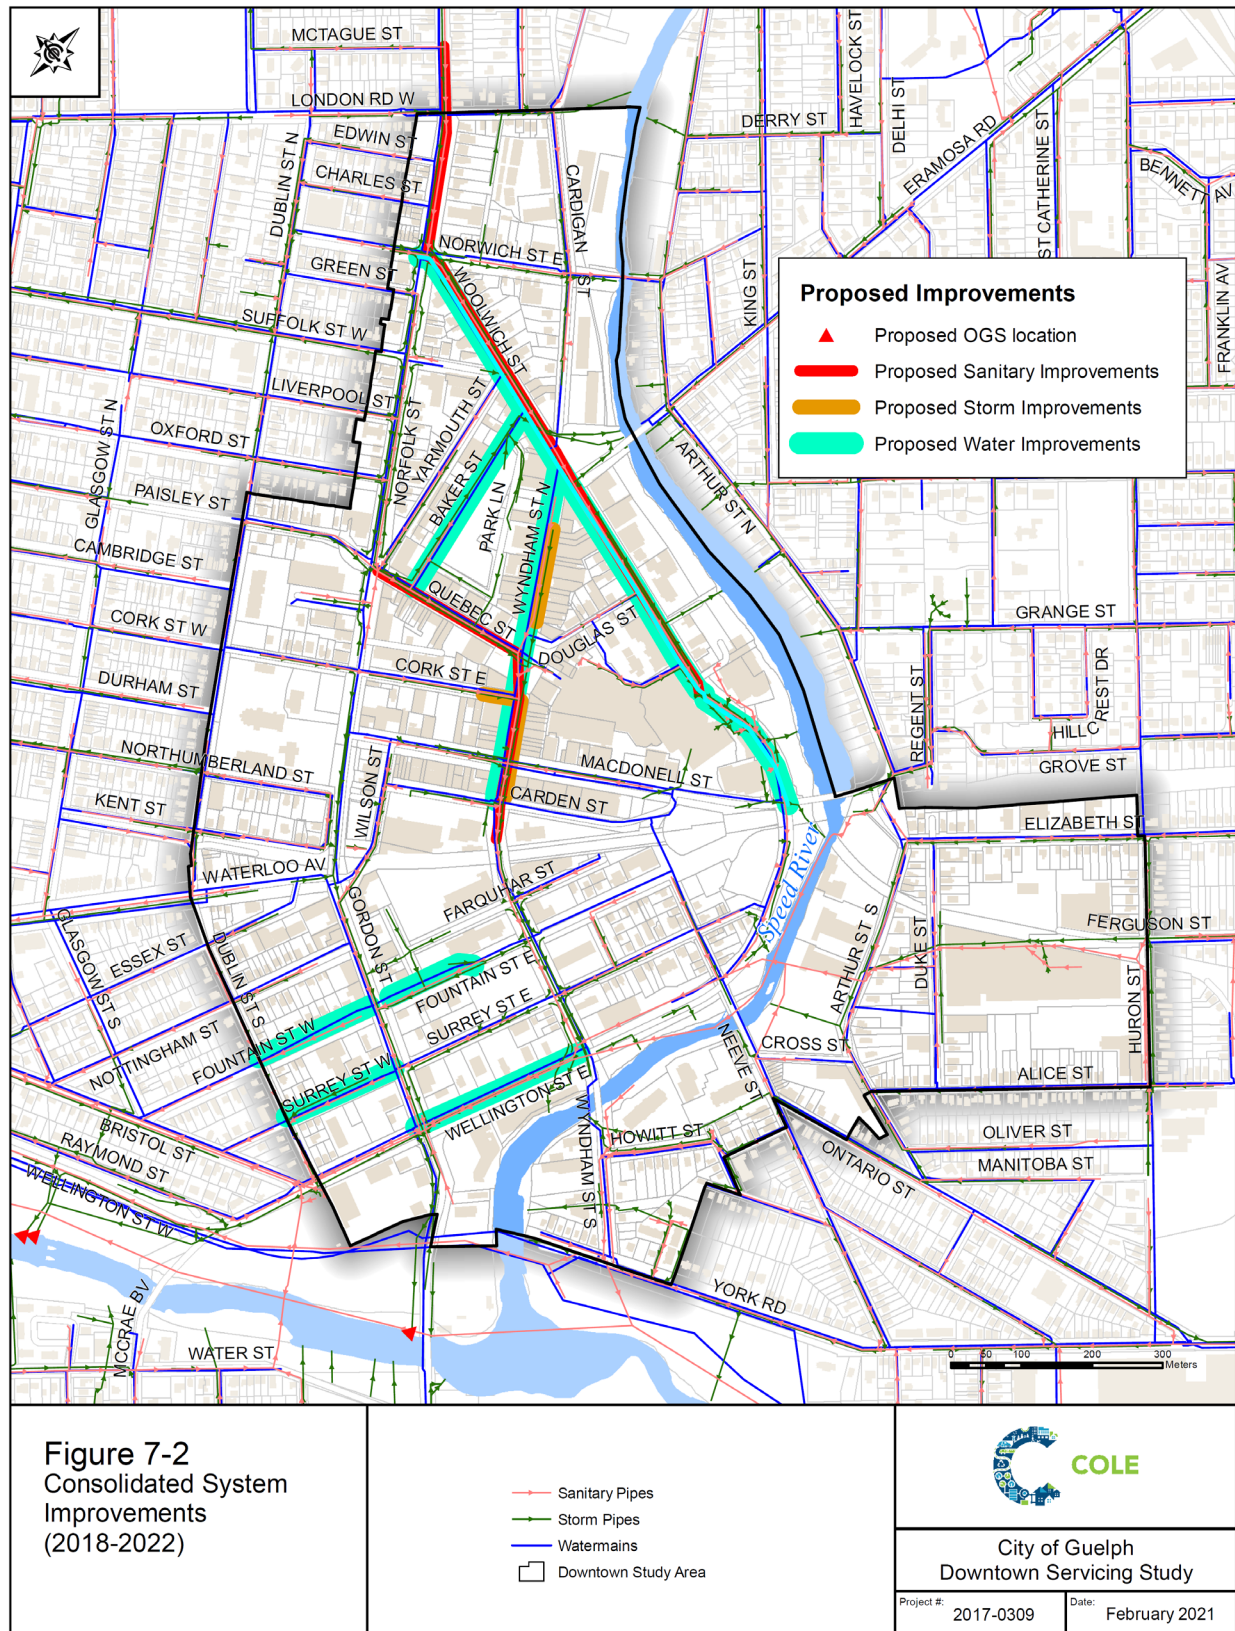 MCTAGUE ST
LONDON RD W
EDWIN ST
CHARLES ST
DUBLIN ST N
CARDIGAN ST
NORWICH ST E
GREEN ST
WOOLWICH ST
SUFFOLK ST W
LIVERPOOL ST
OXFORD ST
PAISLEY ST
GLASGOW ST N
CAMBRIDGE ST
CORK ST W
DURHAM ST
NORTHUMBERLAND ST
KENT ST
WATERLOO AV
NORFOLK ST
YARMOUTH ST
BAKER ST
PARK LN
WYNDHAM ST N
QUEBEC ST
DOUGLAS ST
CORK ST E
MACDONELL ST
CARDEN ST
WILSON ST
DERRY ST
HAVELOCK ST
DELHI ST
ERAMOSA RD
ST CATHERINE ST
BENNETT AV
FRANKLIN AV
KING ST
ARTHUR ST N
Proposed Improvements
Proposed OGS location
Proposed Sanitary Improvements
Proposed Storm Improvements
Proposed Water Improvements
GRANGE ST
REGENT ST
HILLCREST DR
GROVE ST
ELIZABETH ST
FERGUSON ST
DUKE ST
ARTHUR ST S
HURON ST
Speed River
CROSS ST
ALICE ST
OLIVER ST
MANITOBA ST
ONTARIO ST
NEEVE ST
HOWITT ST
WYNDHAM ST S
YORK RD
FARQUHAR ST
GORDON ST
FOUNTAIN ST E
SURREY ST E
WELLINGTON ST E
FOUNTAIN ST W
SURREY ST W
DUBLIN ST S
ESSEX ST
GLASGOW ST S
NOTTINGHAM ST
BRISTOL ST
RAYMOND ST
WELLINGTON ST W
MCCRAE BV
WATER ST
0 50 100 200 300
Meters
Figure 7-2
Consolidated System
Improvements
(2018-2022)
Sanitary Pipes
Storm Pipes
Watermains
Downtown Study Area
COLE
City of Guelph
Downtown Servicing Study
Project #: 2017-0309
Date: February 2021